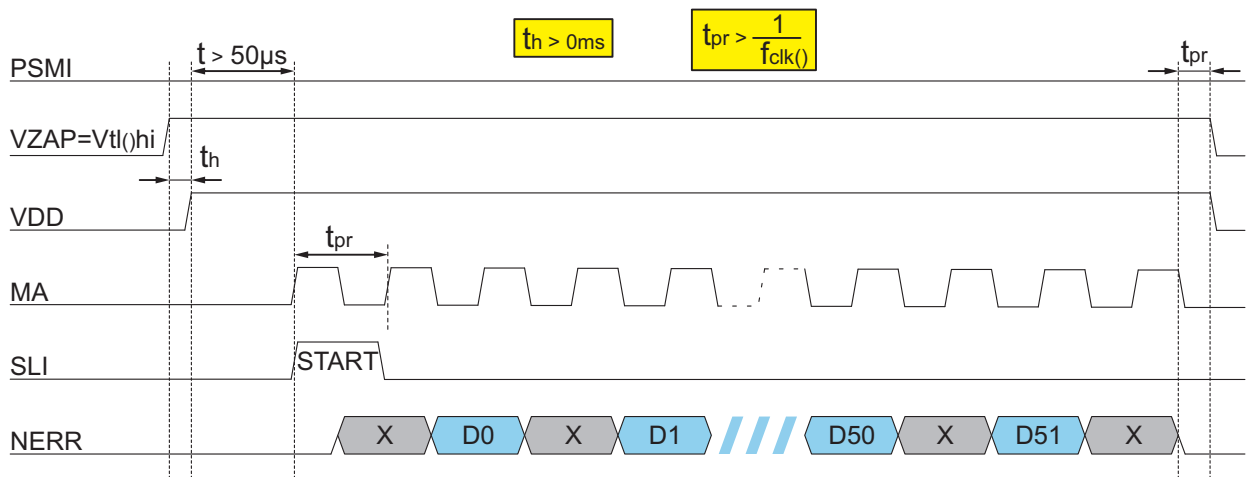 t > 50µs
th > 0ms
tpr > 1
fclk()
PSMI
tpr
VZAP=Vtl()hi
th
VDD
tpr
MA
SLI
START
NERR
X D0 X D1 D50 X D51 X